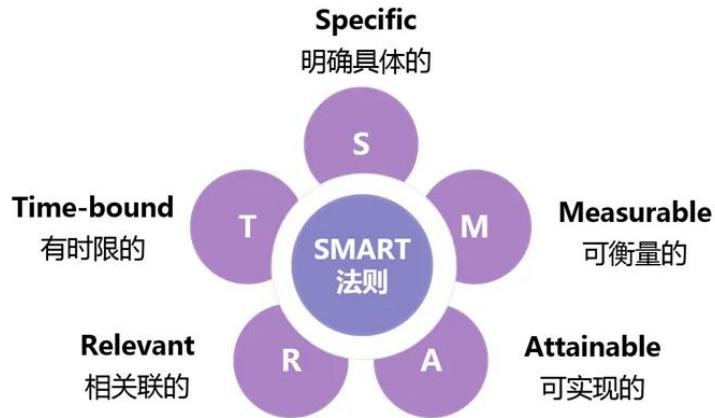 Specific
明确具体的
S
Time-bound
有时限的
T
M
Measurable
可衡量的
SMART
法则
Relevant
相关联的
R
A
Attainable
可实现的